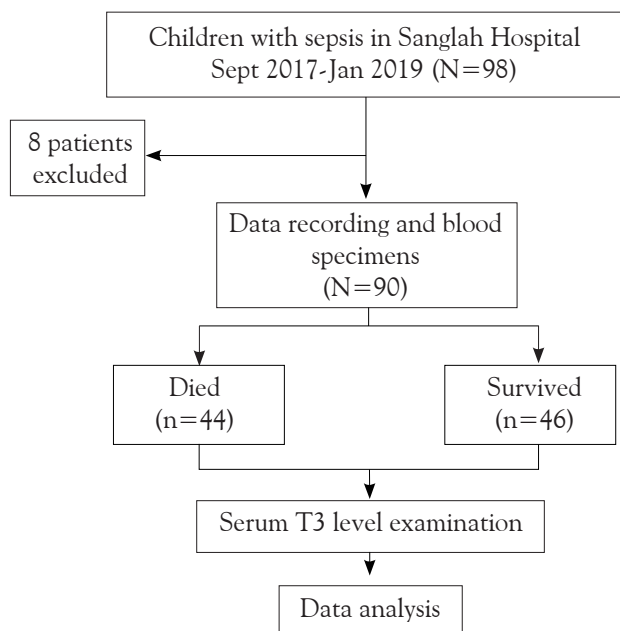 Children with sepsis in Sanglah Hospital
Sept 2017-Jan 2019 (N=98)
8 patients
excluded
Data recording and blood
specimens
(N=90)
Died
(n=44)
Survived
(n=46)
Serum T3 level examination
Data analysis